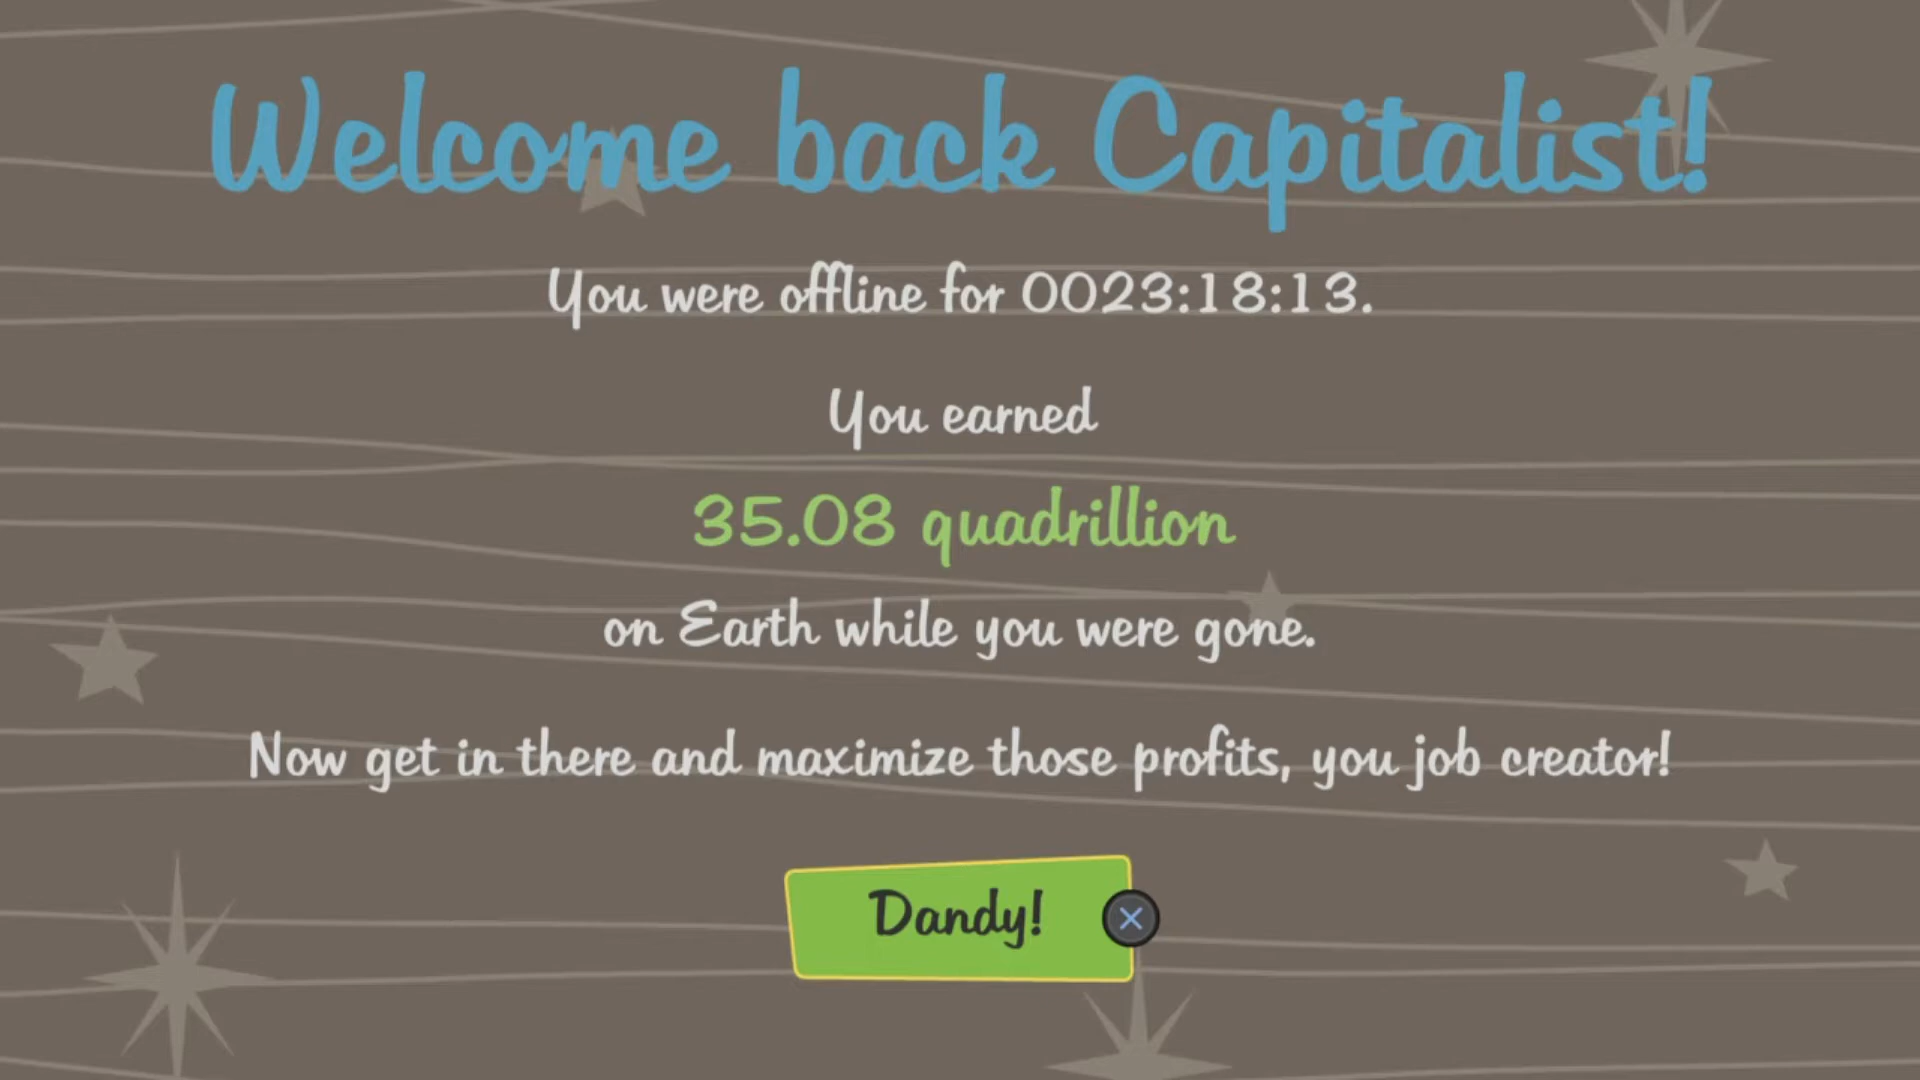 Welcome back Capitalist!
You were offline for 0023:18:13.
You earned
35.08 quadrillion
on Earth while you were gone.
Now get in there and maximize those profits, you job creator!
Dandy!